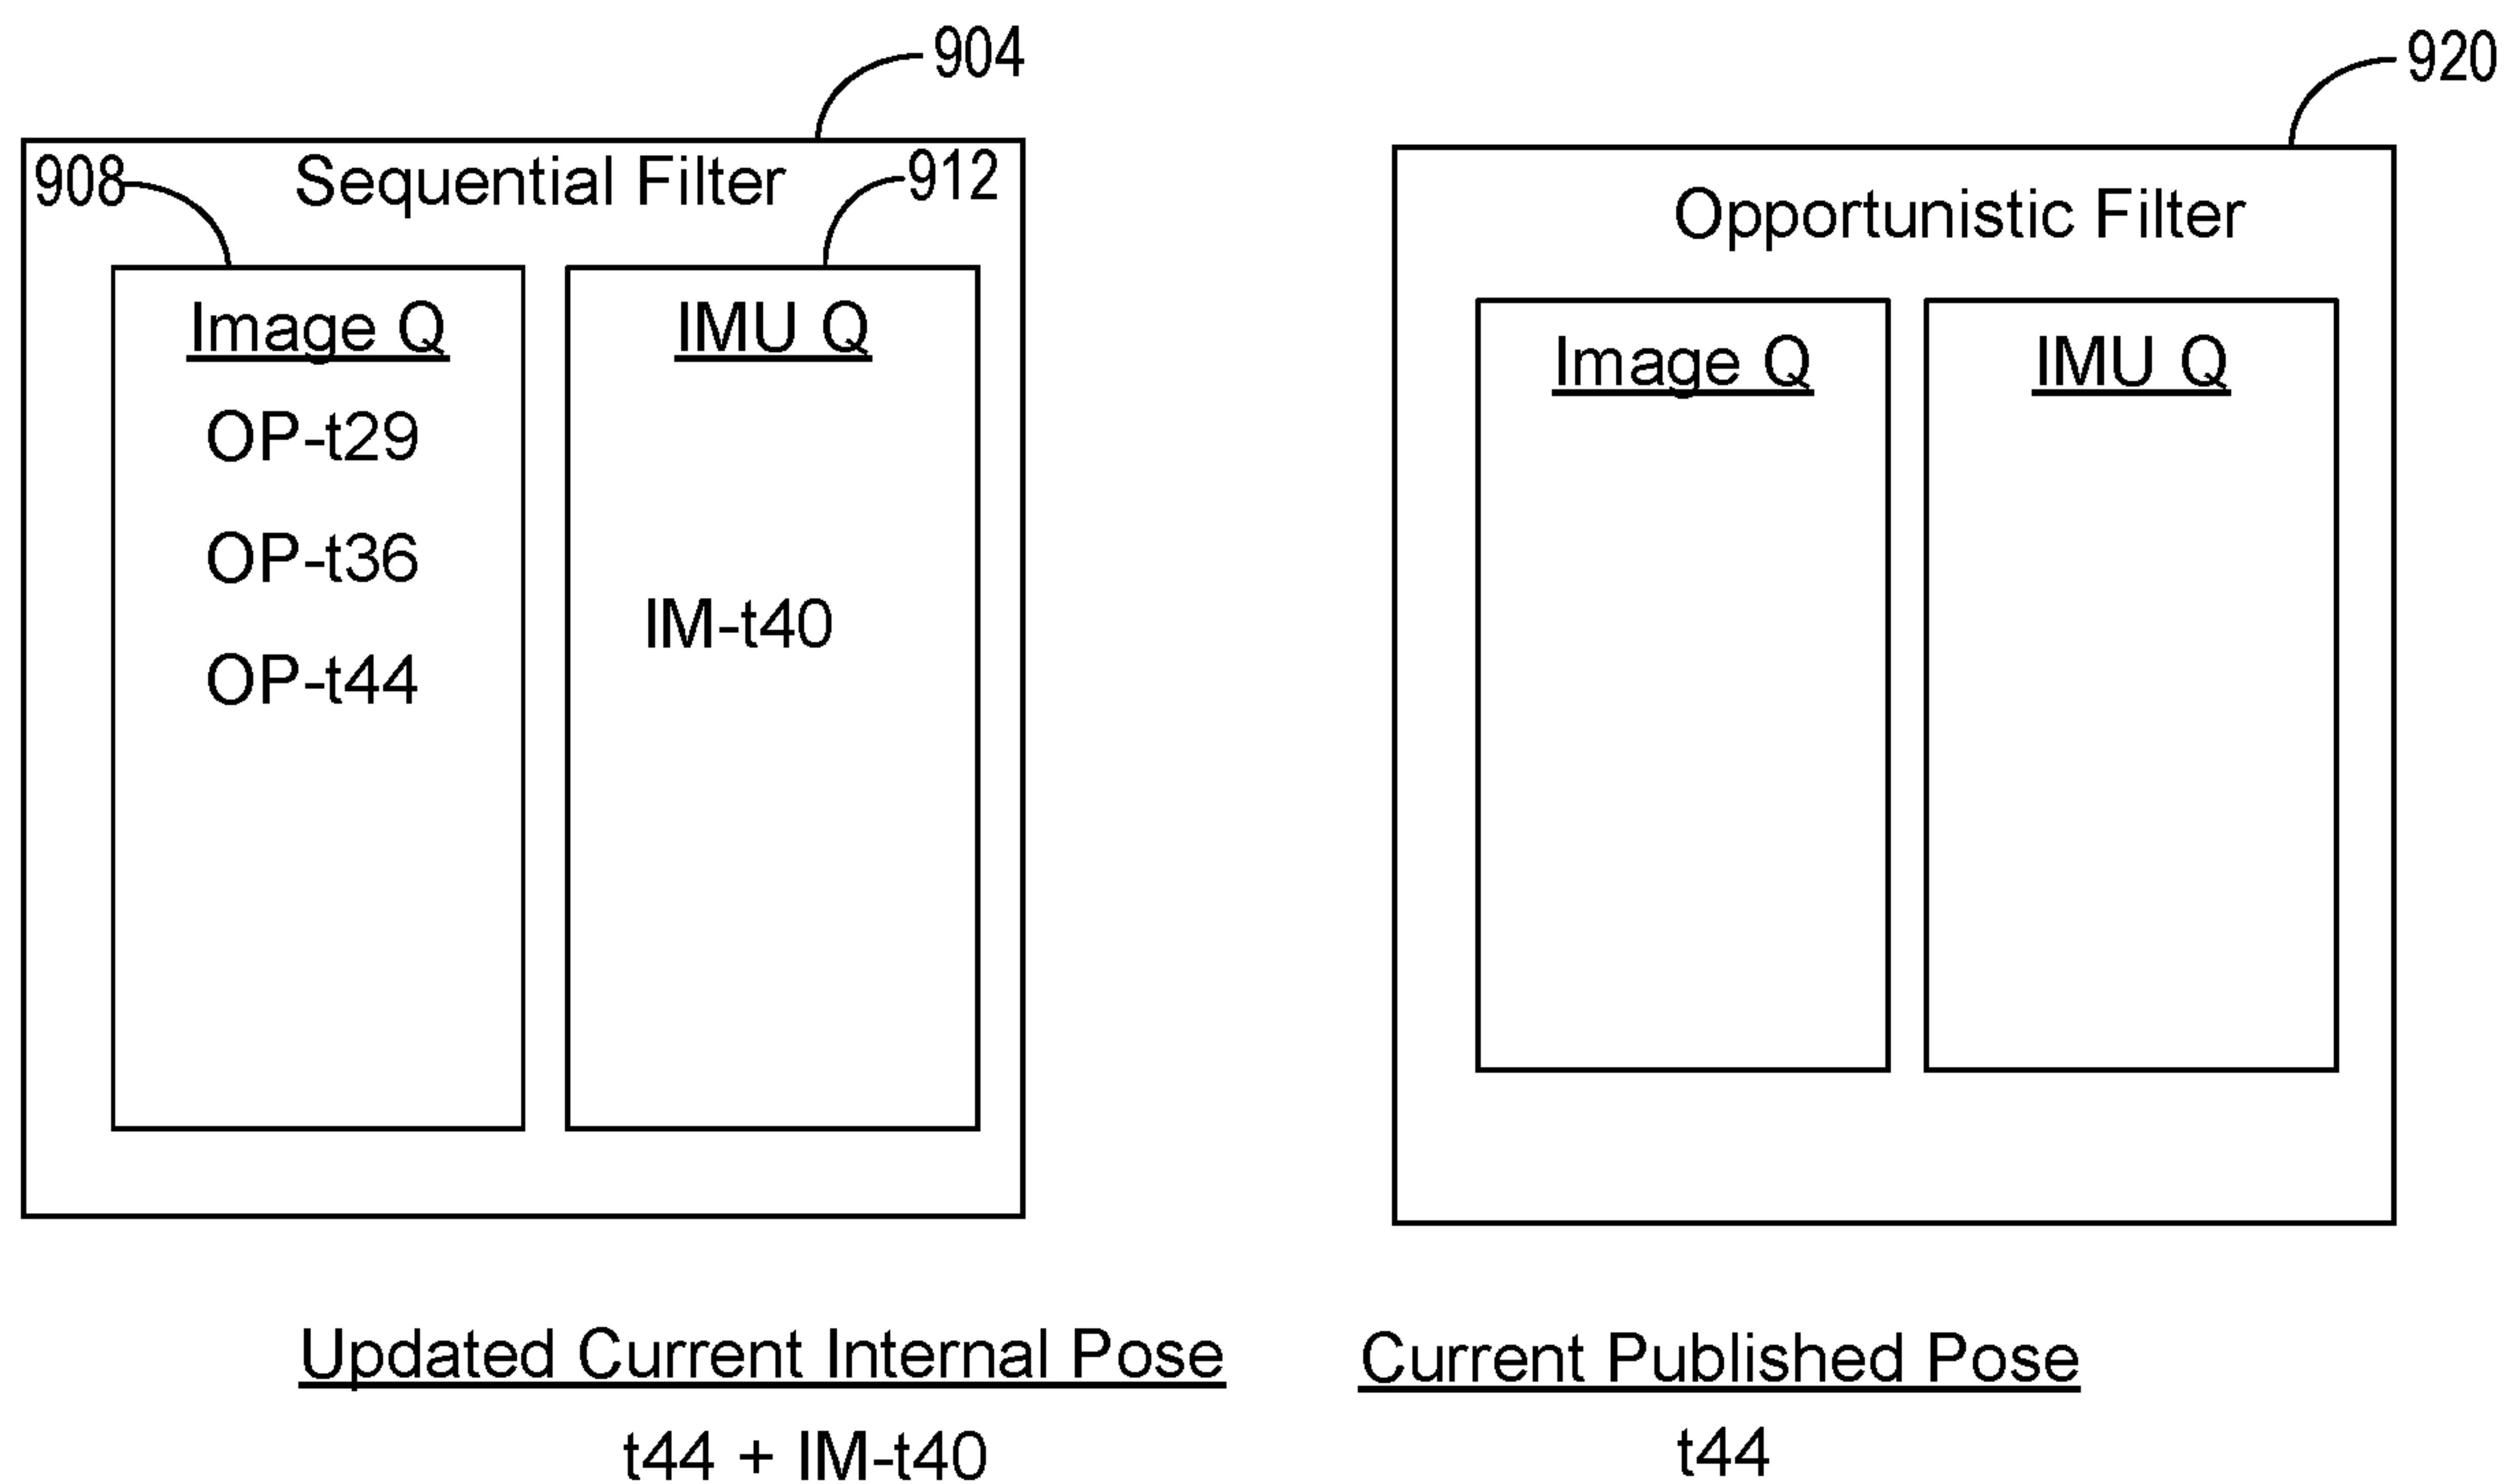 904
908
Sequential Filter
912
Image Q
OP-t29
OP-t36
OP-t44
IMU Q
IM-t40
920
Opportunistic Filter
Image Q
IMU Q
Updated Current Internal Pose
t44 + IM-t40
Current Published Pose
t44